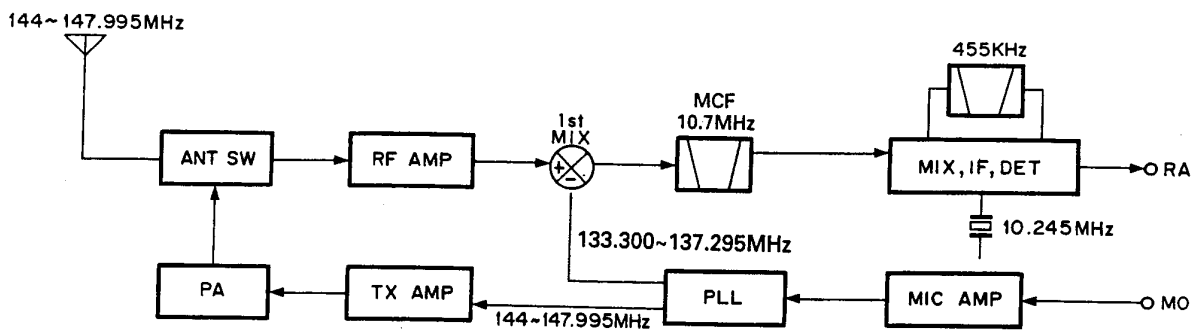 144~147.995MHz
455KHz
MCF
10.7MHz
1st
MIX
+
-
ANT SW
RF AMP
MIX, IF, DET
RA
10.245MHz
133.300~137.295MHz
PA
TX AMP
PLL
MIC AMP
MO
144~147.995MHz